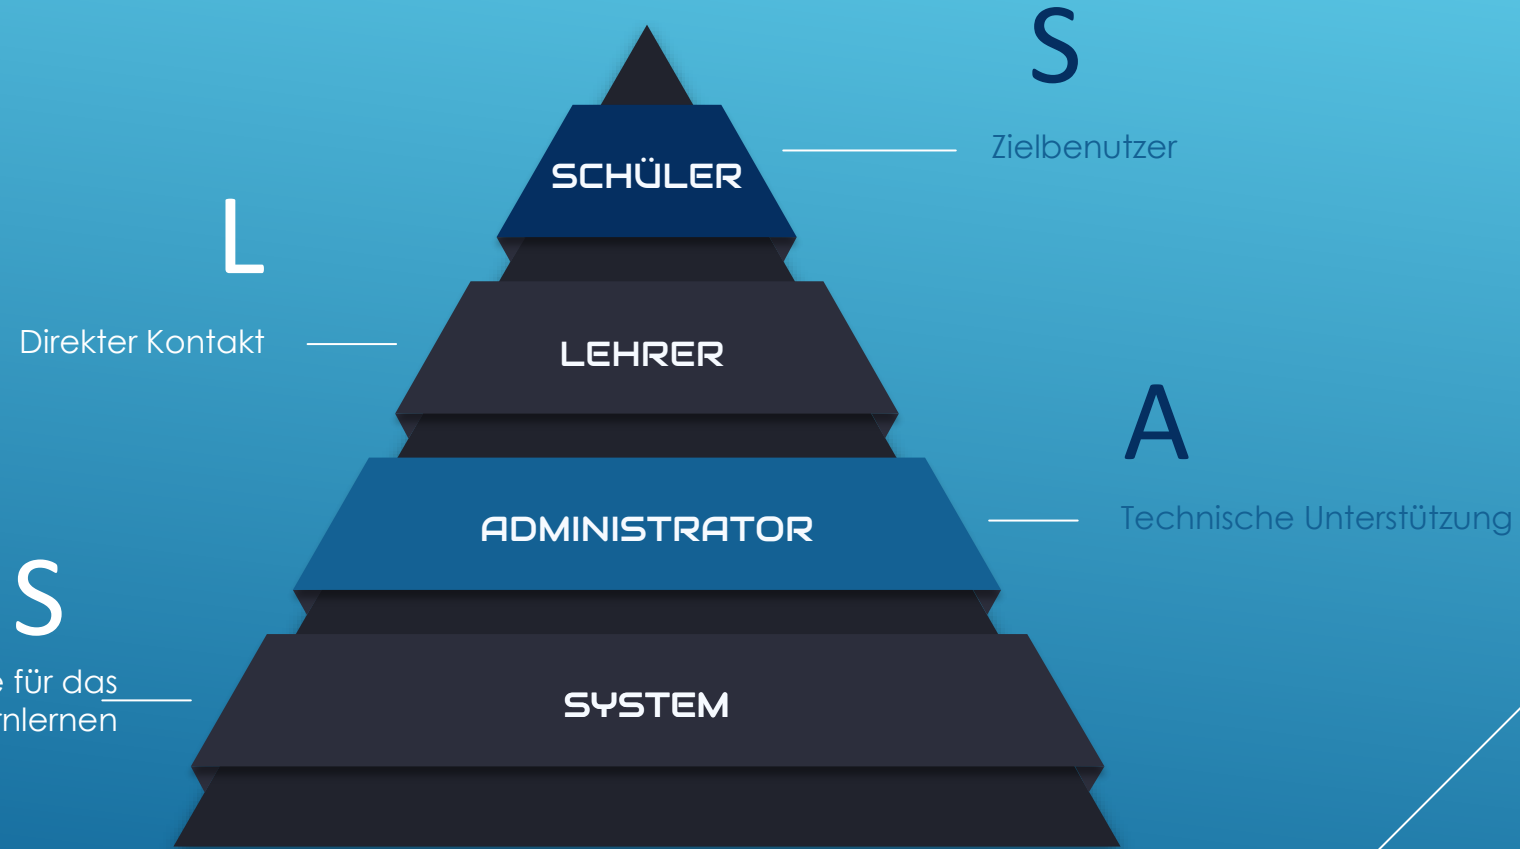 S
Zielbenutzer
SCHÜLER
L
Direkter Kontakt
LEHRER
A
Technische Unterstützung
ADMINISTRATOR
S
für das
SYSTEM